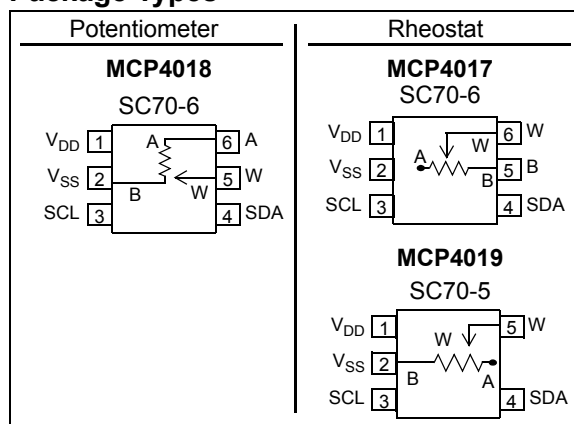 Package Types
Potentiometer
MCP4018
SC70-6
VDD 1
VSS 2
SCL 3
A
B
W
6 A
5 W
4 SDA
Rheostat
MCP4017
SC70-6
VDD 1
VSS 2
SCL 3
A
W
B
6 W
5 B
4 SDA
MCP4019
SC70-5
VDD 1
VSS 2
SCL 3
W
B
A
5 W
4 SDA